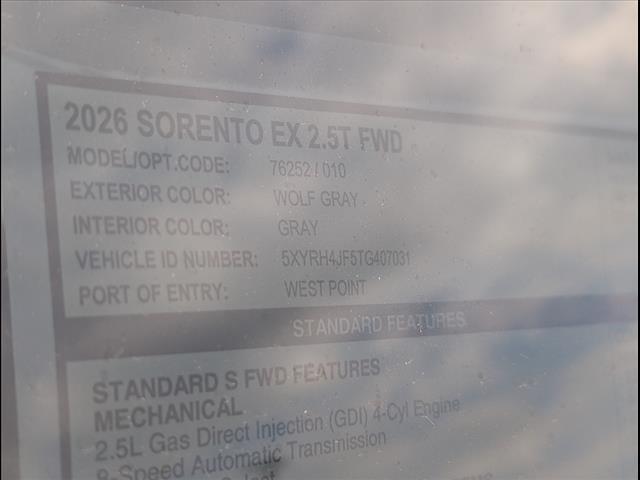 2026 SORENTO EX 2.5T FWD
MODEL/OPT.CODE: 76252 / 010
EXTERIOR COLOR: WOLF GRAY
INTERIOR COLOR: GRAY
VEHICLE ID NUMBER: 5XYRH4JF5TG407031
PORT OF ENTRY: WEST POINT
STANDARD FEATURES
STANDARD S FWD FEATURES
MECHANICAL
2.5L Gas Direct Injection (GDI) 4-Cyl Engine
8-Speed Automatic Transmission